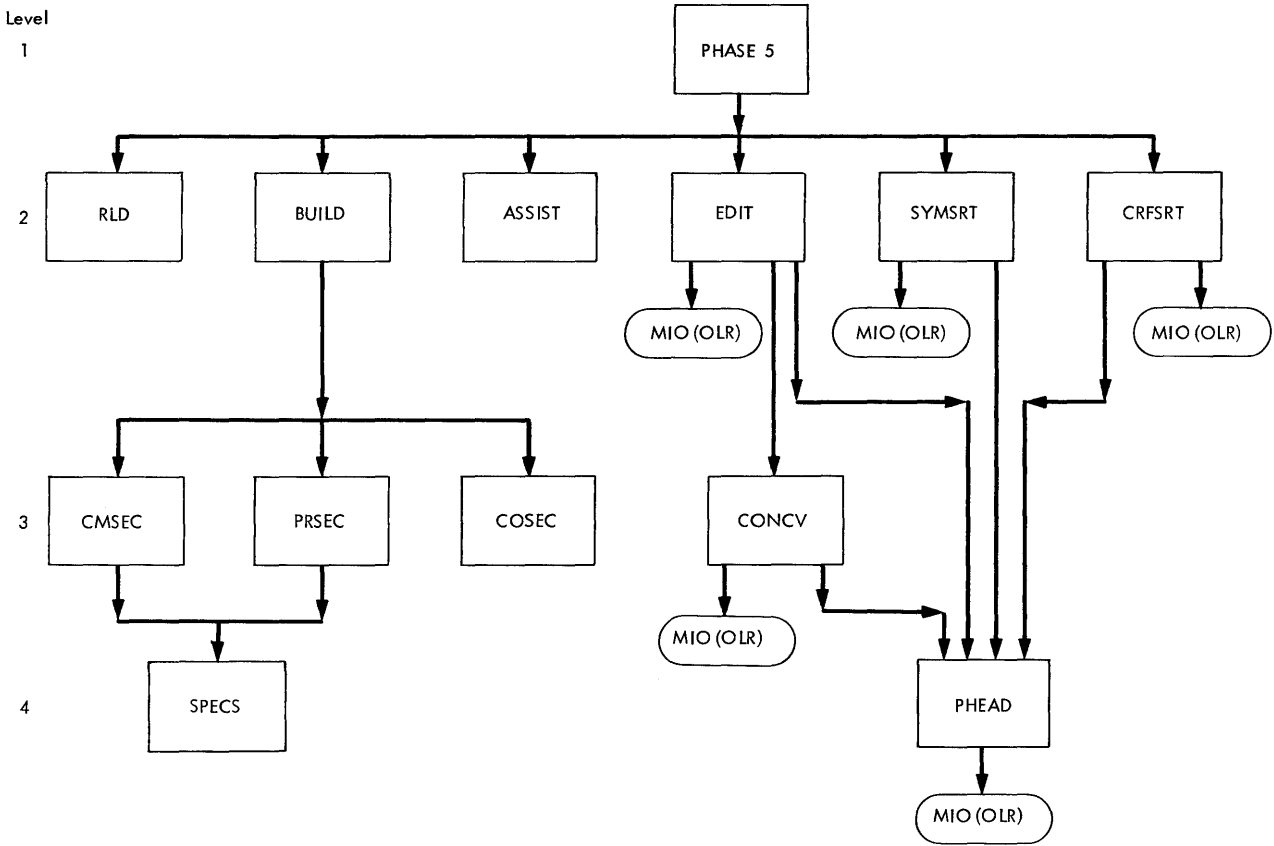 Level
1
PHASE 5
2
RLD
BUILD
ASSIST
EDIT
SYMSRT
CRFSRT
MIO (OLR)
MIO (OLR)
MIO (OLR)
3
CMSEC
PRSEC
COSEC
CONCV
MIO (OLR)
4
SPECS
PHEAD
MIO (OLR)